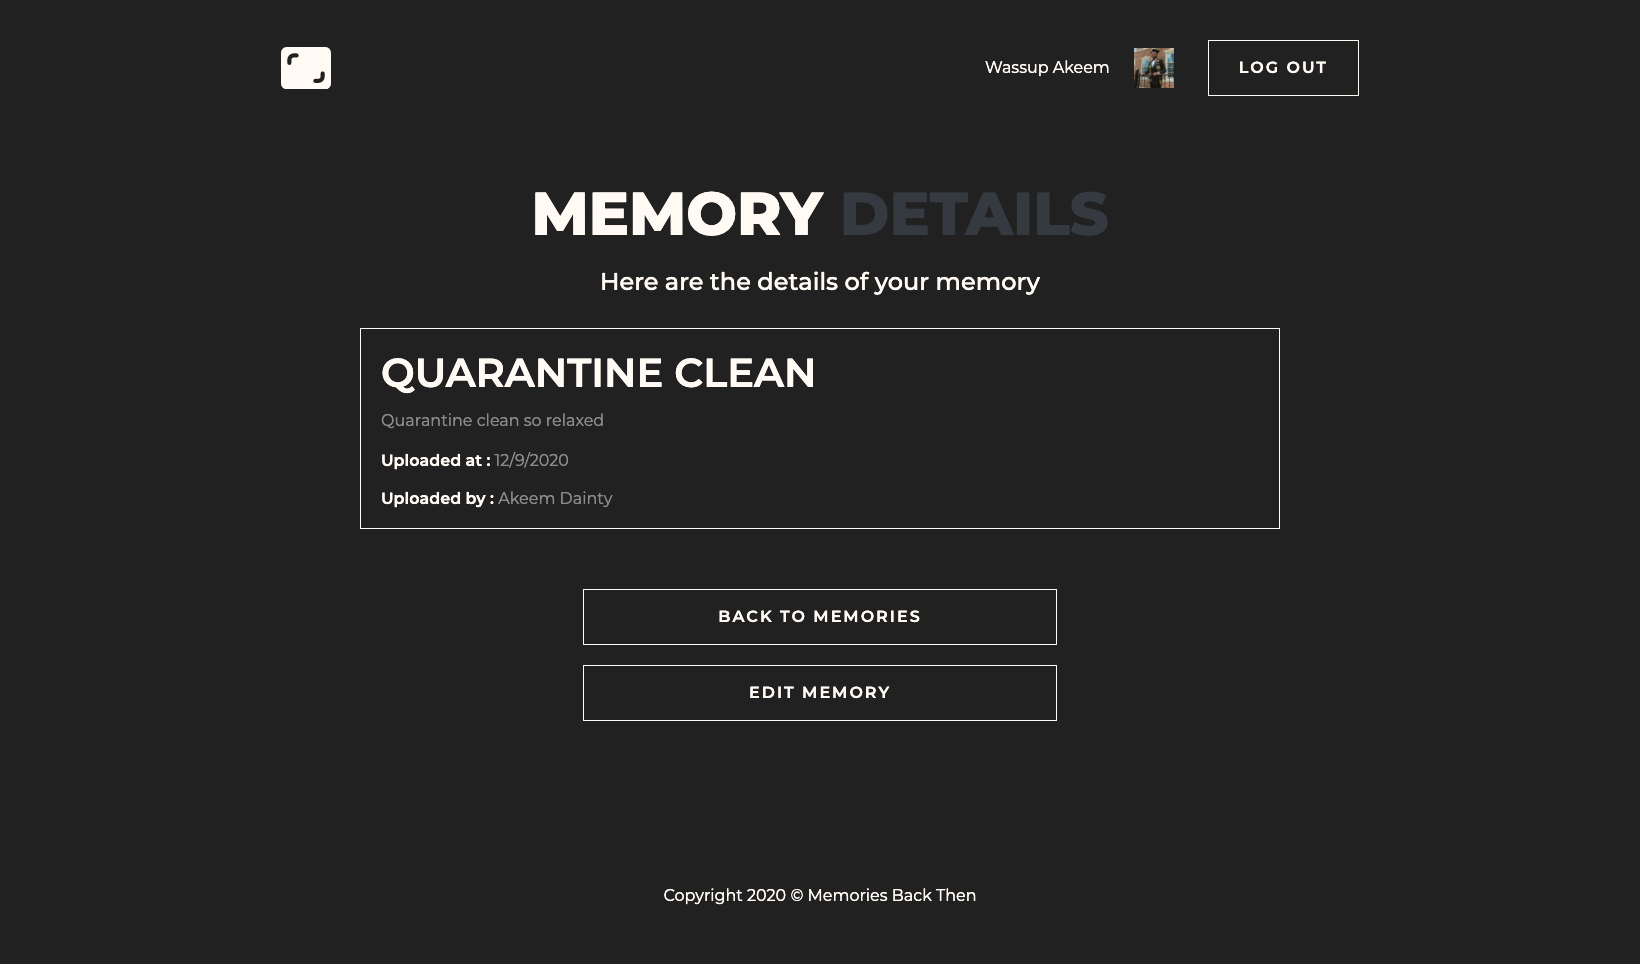 Wassup Akeem
LOG OUT
MEMORY DETAILS
Here are the details of your memory
QUARANTINE CLEAN
Quarantine clean so relaxed
Uploaded at : 12/9/2020
Uploaded by : Akeem Dainty
BACK TO MEMORIES
EDIT MEMORY
Copyright 2020 © Memories Back Then